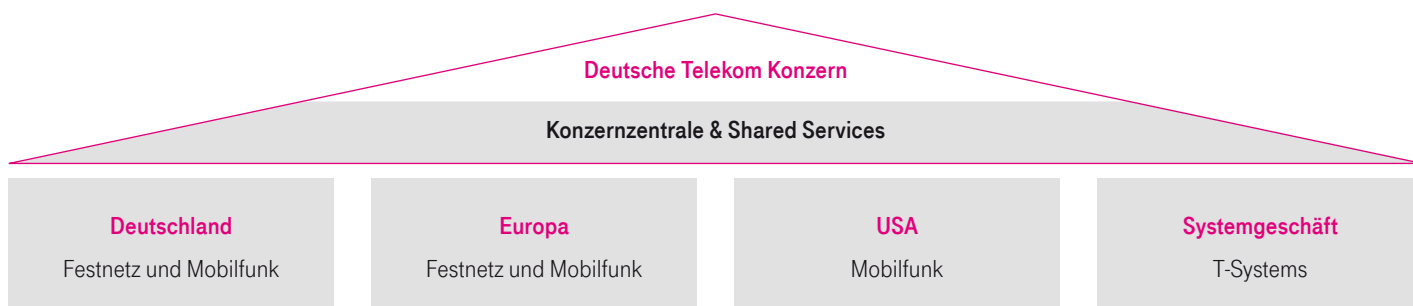 Deutsche Telekom Konzern
Konzernzentrale & Shared Services
Deutschland
Festnetz und Mobilfunk
Europa
Festnetz und Mobilfunk
USA
Mobilfunk
Systemgeschäft
T-Systems